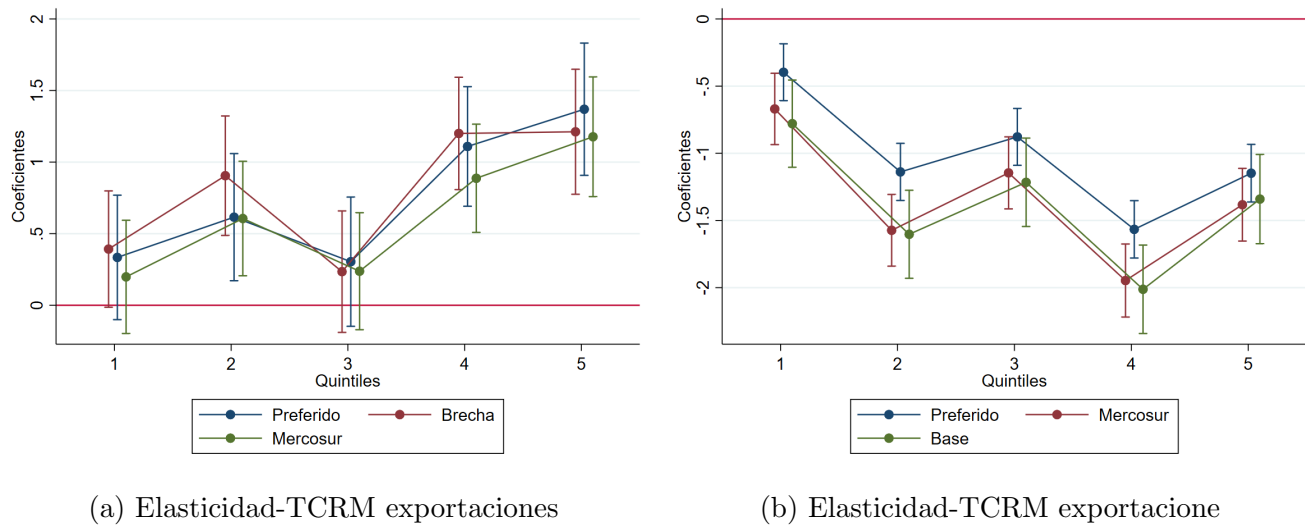 2
1.5
1
.5
0
Coeficientes
1 2 3 4 5
Quintiles
Preferido Brecha
Mercosur
(a) Elasticidad-TCRM exportaciones
-0
-.5
-1
-1.5
-2
Coeficientes
1 2 3 4 5
Quintiles
Preferido Mercosur
Base
(b) Elasticidad-TCRM exportacione